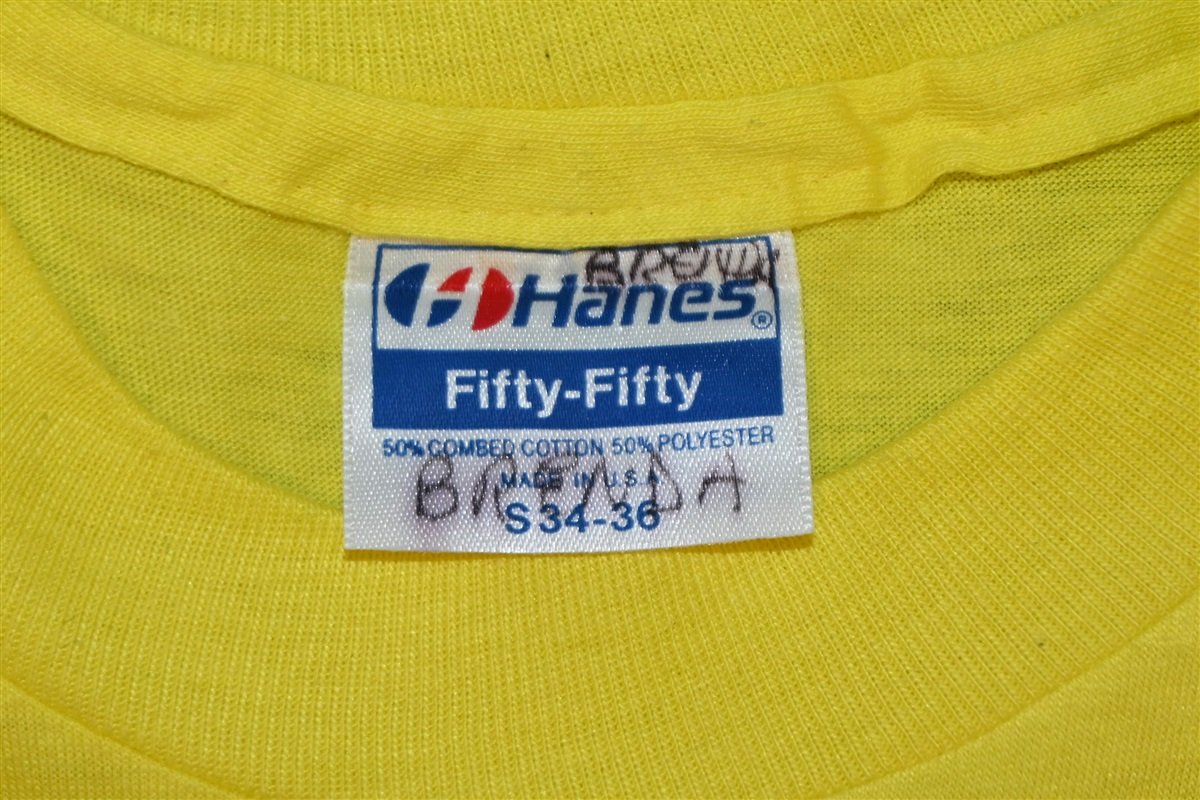 Hanes®
Fifty-Fifty
50% COMBED COTTON 50% POLYESTER
MADE IN U.S.A
BRENDA
S 34-36